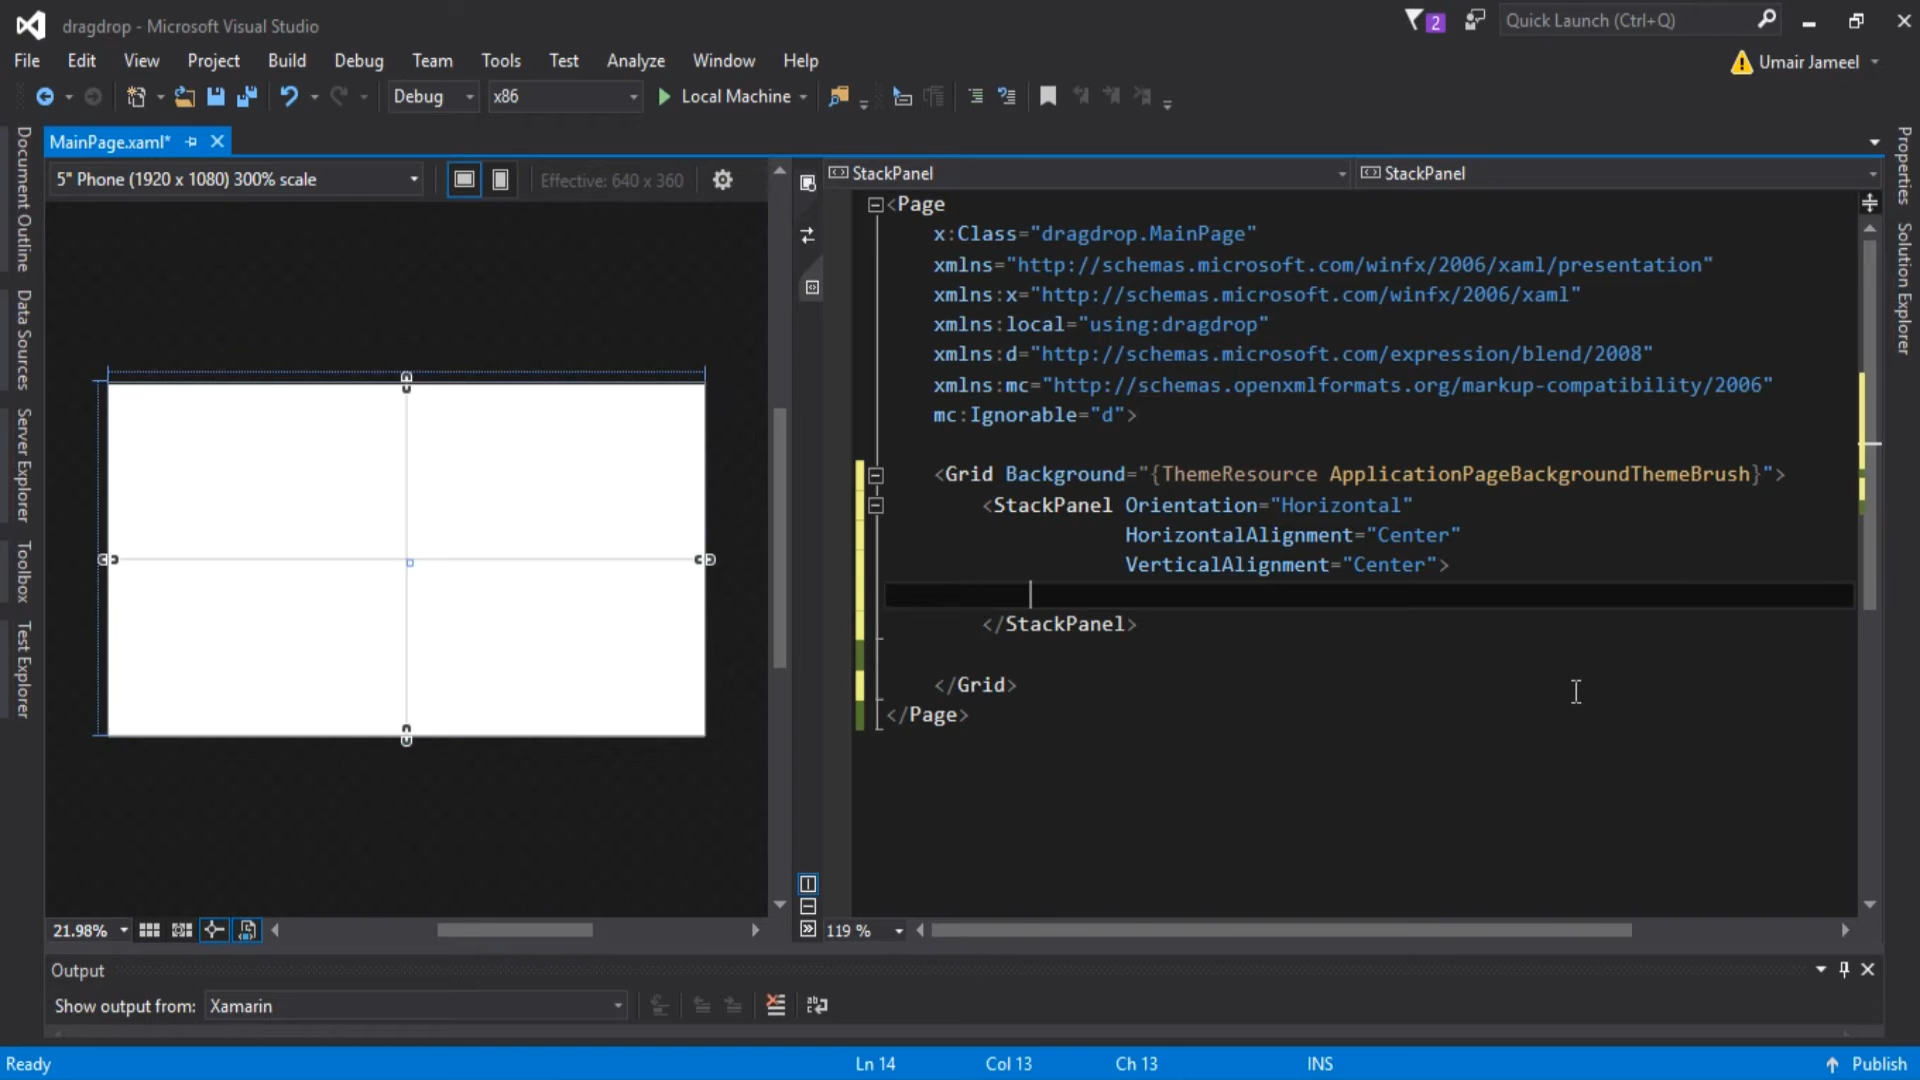 dragdrop - Microsoft Visual Studio
2
Quick Launch (Ctrl+Q)
File Edit View Project Build Debug Team Tools Test Analyze Window Help
Umair Jameel
Debug x86 Local Machine
MainPage.xaml*
5" Phone (1920 x 1080) 300% scale
Effective: 640 x 360
StackPanel
StackPanel
Document Outline
Data Sources
Server Explorer
Toolbox
Test Explorer
Properties
Solution Explorer
<Page
x:Class="dragdrop.MainPage"
xmlns="http://schemas.microsoft.com/winfx/2006/xaml/presentation"
xmlns:x="http://schemas.microsoft.com/winfx/2006/xaml"
xmlns:local="using:dragdrop"
xmlns:d="http://schemas.microsoft.com/expression/blend/2008"
xmlns:mc="http://schemas.openxmlformats.org/markup-compatibility/2006"
mc:Ignorable="d">
<Grid Background="{ThemeResource ApplicationPageBackgroundThemeBrush}">
<StackPanel Orientation="Horizontal"
HorizontalAlignment="Center"
VerticalAlignment="Center">
</StackPanel>
</Grid>
</Page>
21.98%
119 %
Output
Show output from: Xamarin
Ready
Ln 14
Col 13
Ch 13
INS
Publish